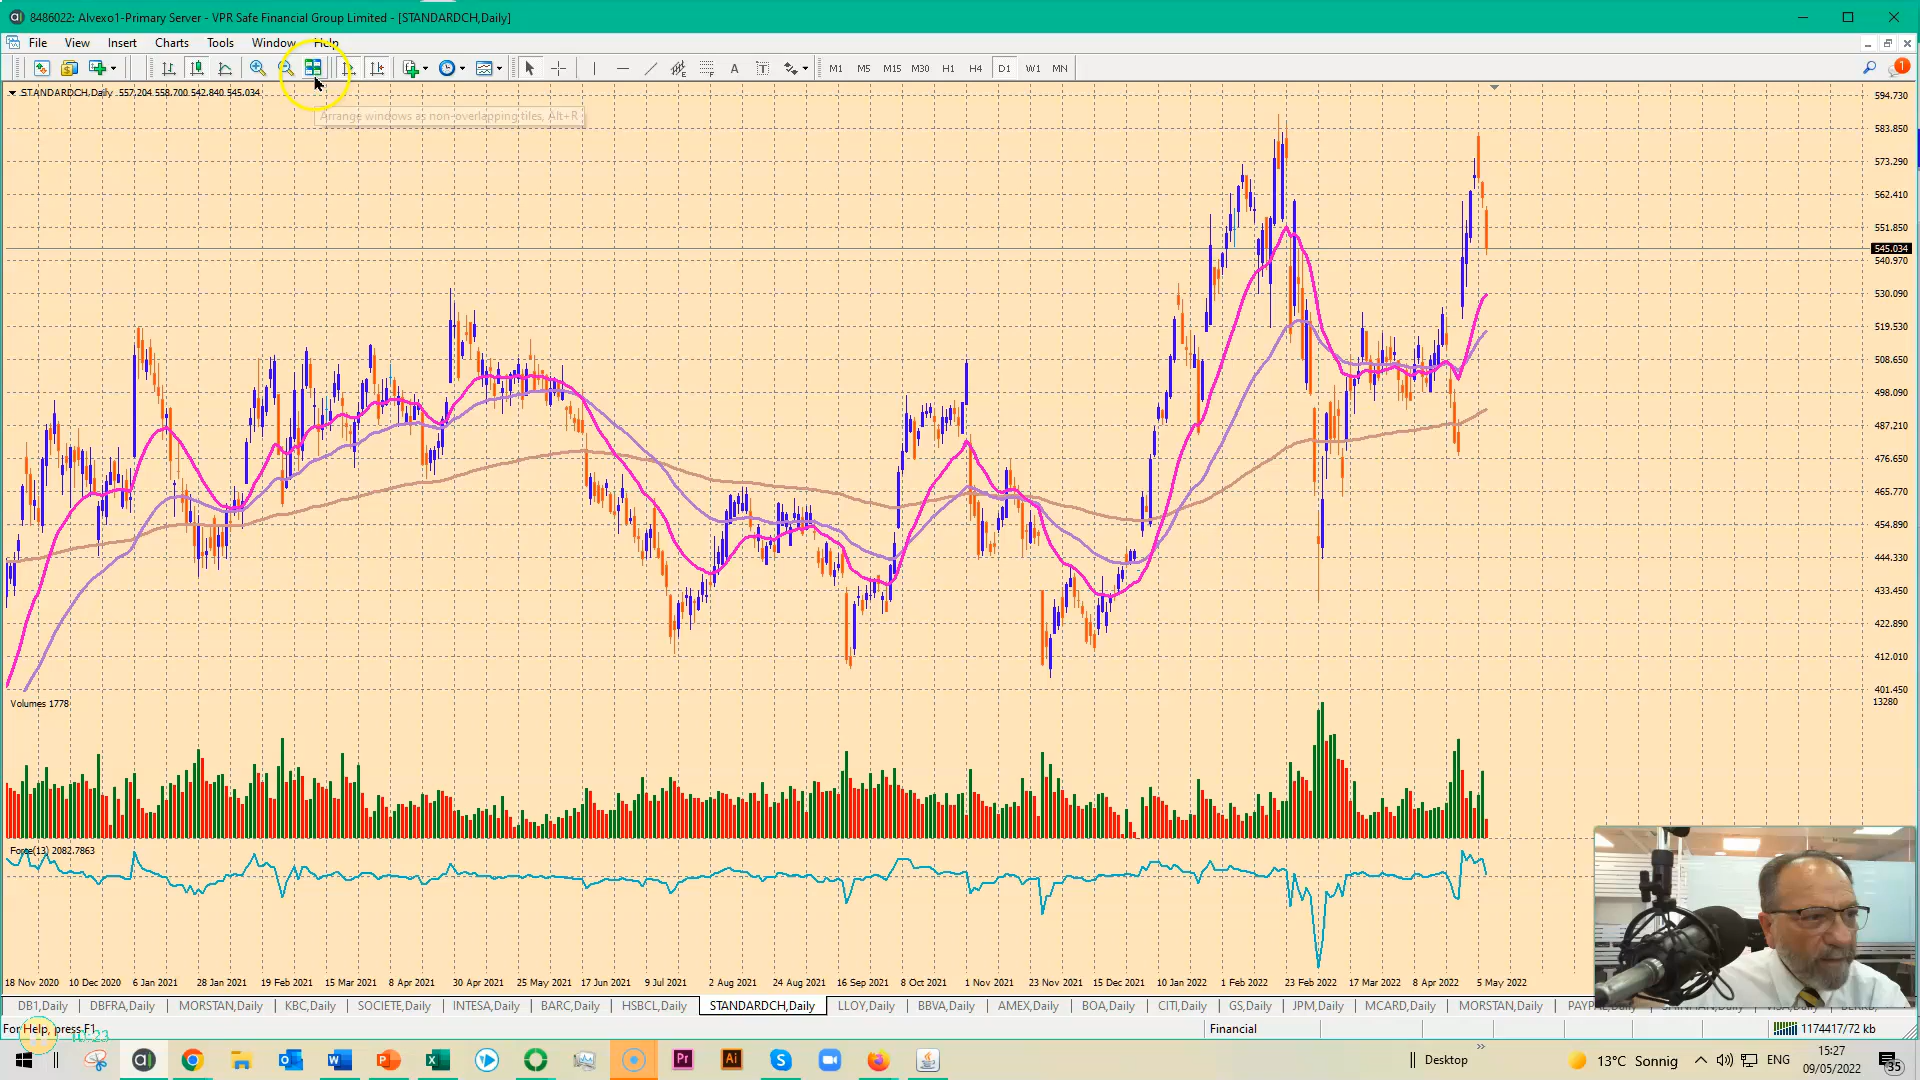 8486022: Alvexo1-Primary Server - VPR Safe Financial Group Limited - [STANDARDCH,Daily]
File View Insert Charts Tools Window Help
A T M1 M5 M15 M30 H1 H4 D1 W1 MN 1
STANDARDCH,Daily 557.204 558.700 542.840 545.034
Arrange windows as non-overlapping tiles, Alt+R
594.730
583.850
573.290
562.410
551.850
545.034
540.970
530.090
519.530
508.650
498.090
487.210
476.650
465.770
454.890
444.330
433.450
422.890
412.010
401.450
Volumes 1778
13280
Force(13) 2082.7863
18 Nov 2020 10 Dec 2020 6 Jan 2021 28 Jan 2021 19 Feb 2021 15 Mar 2021 8 Apr 2021 30 Apr 2021 25 May 2021 17 Jun 2021 9 Jul 2021 2 Aug 2021 24 Aug 2021 16 Sep 2021 8 Oct 2021 1 Nov 2021 23 Nov 2021 15 Dec 2021 10 Jan 2022 1 Feb 2022 23 Feb 2022 17 Mar 2022 8 Apr 2022 5 May 2022
DB1,Daily DBFRA,Daily MORSTAN,Daily KBC,Daily SOCIETE,Daily INTESA,Daily BARC,Daily HSBCL,Daily STANDARDCH,Daily LLOY,Daily BBVA,Daily AMEX,Daily BOA,Daily CITI,Daily GS,Daily JPM,Daily MCARD,Daily MORSTAN,Daily
For Help, press F1
Financial
1174417/72 kb
Desktop
13°C Sonnig
ENG
15:27
09/05/2022
35